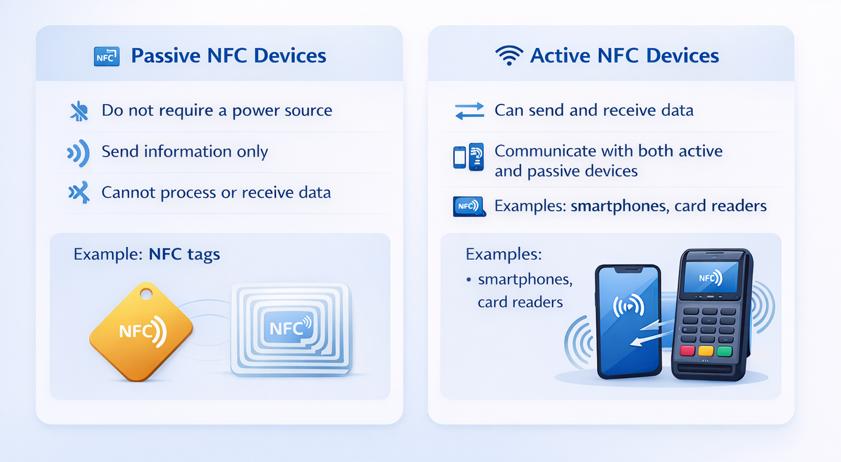 NFC
Passive NFC Devices
Do not require a power source
Send information only
Cannot process or receive data
Example: NFC tags
NFC
NFC
Active NFC Devices
Can send and receive data
Communicate with both active
and passive devices
NFC
Examples: smartphones, card readers
Examples:
• smartphones,
card readers
NFC